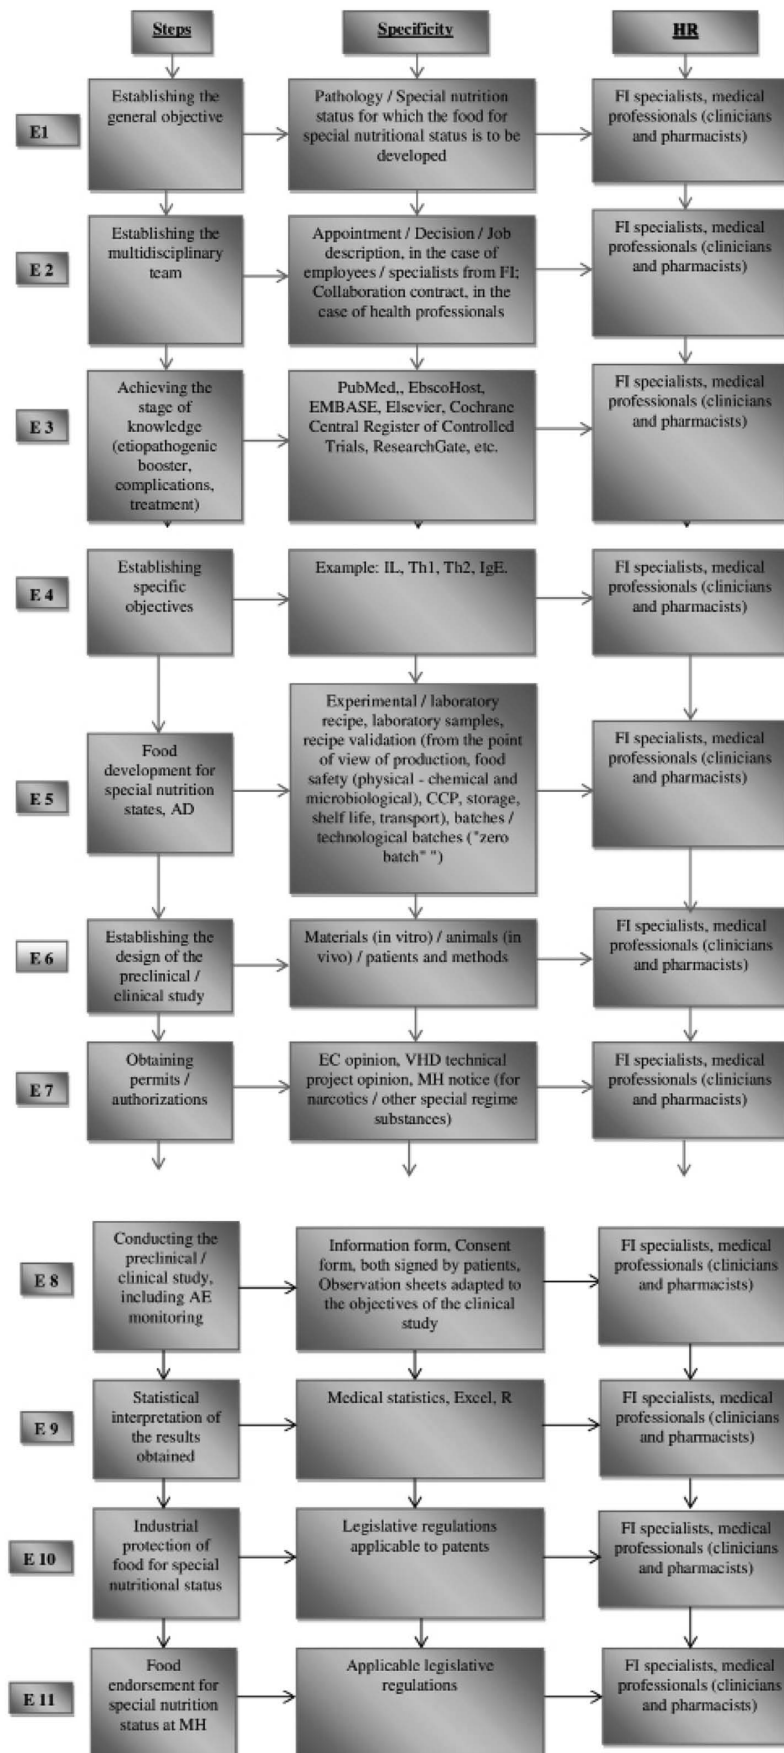 Steps
Specificity
HR
E1
Establishing the
general objective
Pathology / Special nutrition
status for which the food for
special nutritional status is to be
developed
FI specialists, medical
professionals (clinicians
and pharmacists)
E 2
Establishing the
multidisciplinary
team
Appointment / Decision / Job
description, in the case of
employees / specialists from FI;
Collaboration contract, in the
case of health professionals
FI specialists, medical
professionals (clinicians
and pharmacists)
E 3
Achieving the
stage of
knowledge
(etiopathogenic
booster,
complications,
treatment)
PubMed,, EbscoHost,
EMBASE, Elsevier, Cochrane
Central Register of Controlled
Trials, ResearchGate, etc.
FI specialists, medical
professionals (clinicians
and pharmacists)
E 4
Establishing
specific
objectives
Example: IL, Th1, Th2, IgE.
FI specialists, medical
professionals (clinicians
and pharmacists)
E 5
Food
development for
special nutrition
states, AD
Experimental / laboratory
recipe, laboratory samples,
recipe validation (from the point
of view of production, food
safety (physical - chemical and
microbiological), CCP, storage,
shelf life, transport), batches /
technological batches ("zero
batch" ")
FI specialists, medical
professionals (clinicians
and pharmacists)
E 6
Establishing the
design of the
preclinical /
clinical study
Materials (in vitro) / animals (in
vivo) / patients and methods
FI specialists, medical
professionals (clinicians
and pharmacists)
E 7
Obtaining
permits /
authorizations
EC opinion, VHD technical
project opinion, MH notice (for
narcotics / other special regime
substances)
FI specialists, medical
professionals (clinicians
and pharmacists)
E 8
Conducting the
preclinical /
clinical study,
including AE
monitoring
Information form, Consent
form, both signed by patients,
Observation sheets adapted to
the objectives of the clinical
study
FI specialists, medical
professionals (clinicians
and pharmacists)
E 9
Statistical
interpretation of
the results
obtained
Medical statistics, Excel, R
FI specialists, medical
professionals (clinicians
and pharmacists)
E 10
Industrial
protection of
food for special
nutritional status
Legislative regulations
applicable to patents
FI specialists, medical
professionals (clinicians
and pharmacists)
E 11
Food
endorsement for
special nutrition
status at MH
Applicable legislative
regulations
FI specialists, medical
professionals (clinicians
and pharmacists)